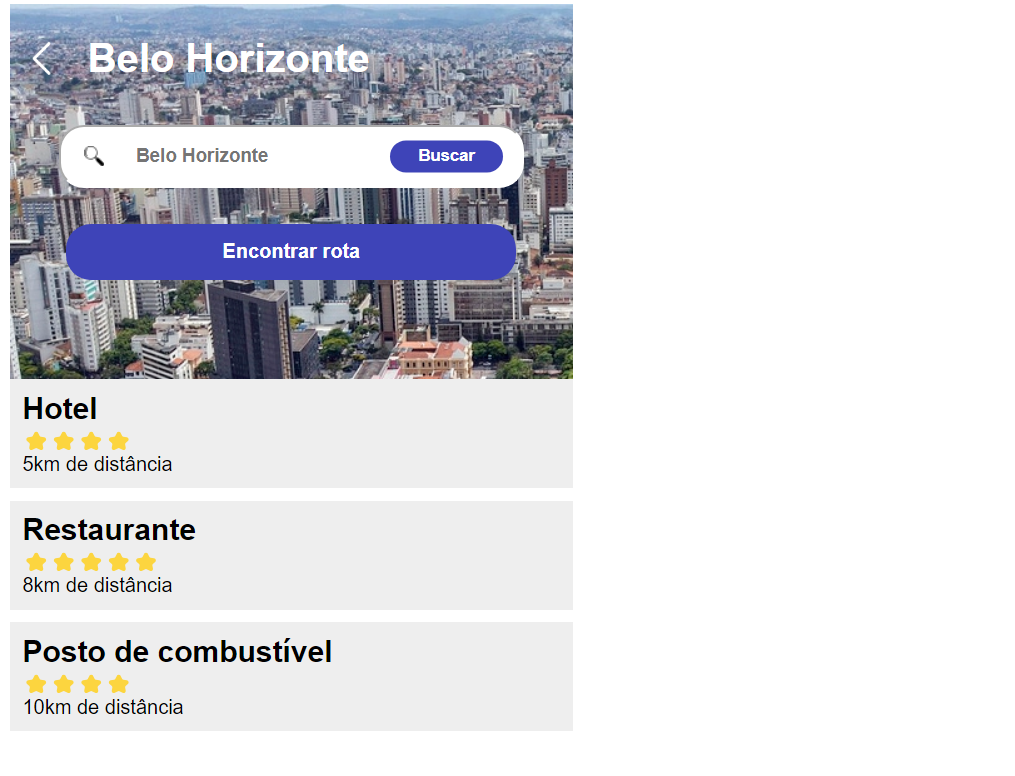 Belo Horizonte
Belo Horizonte
Buscar
Encontrar rota
Hotel
5km de distância
Restaurante
8km de distância
Posto de combustível
10km de distância